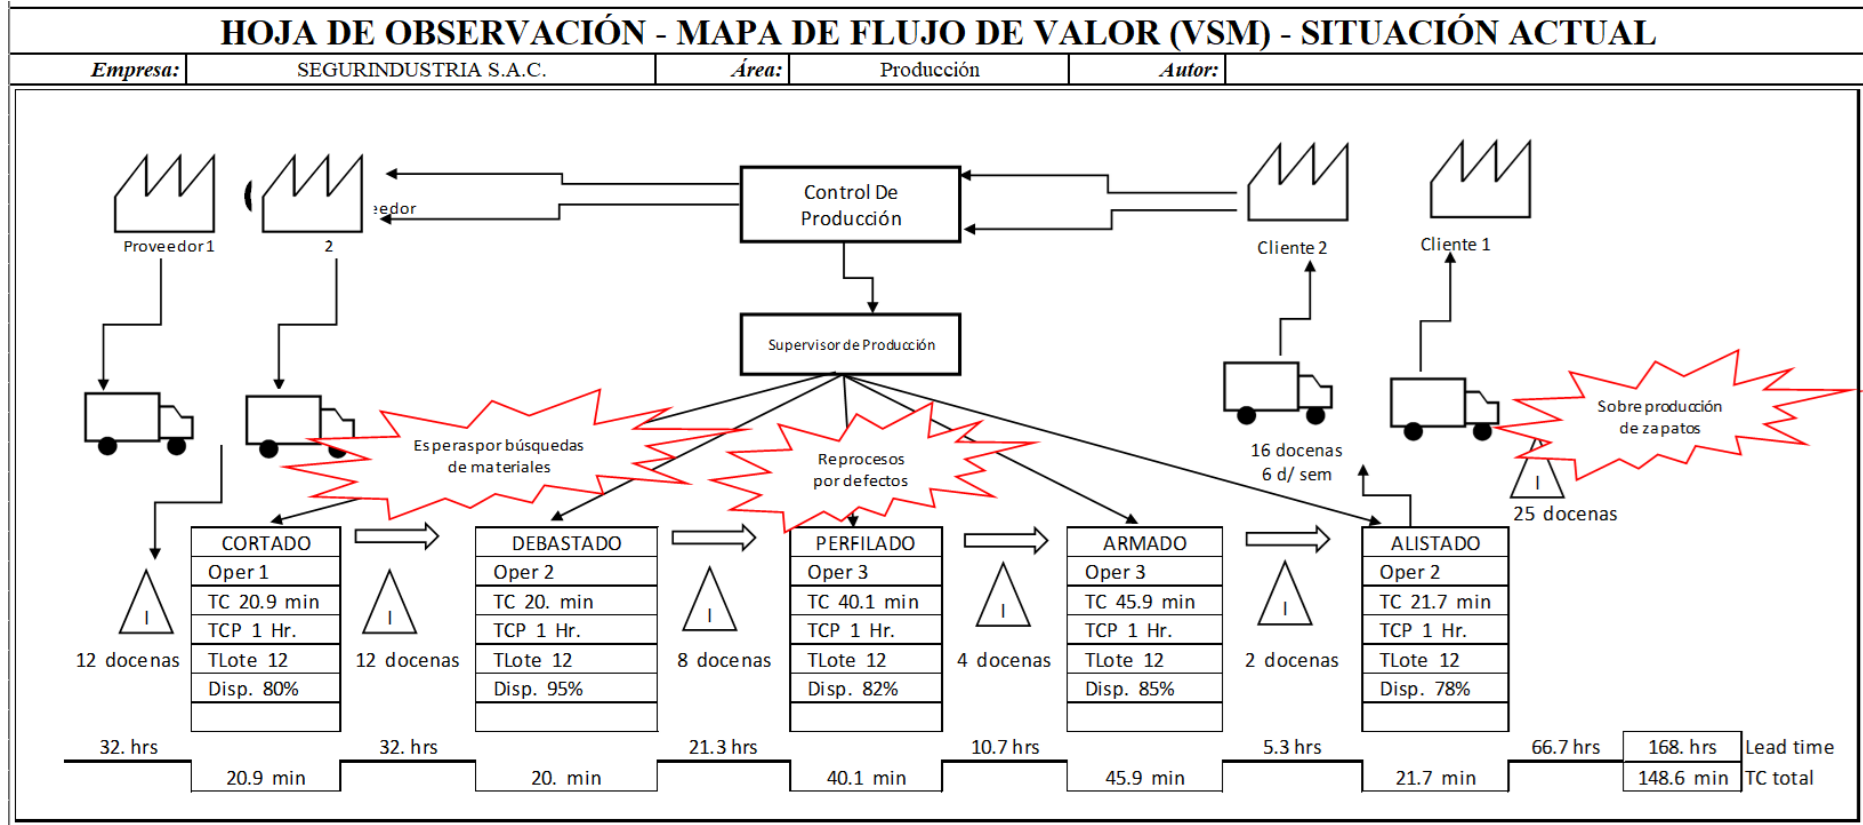 HOJA DE OBSERVACIÓN - MAPA DE FLUJO DE VALOR (VSM) - SITUACIÓN ACTUAL
Empresa: SEGURINDUSTRIA S.A.C. Área: Producción Autor:
Control De
Producción
eedor
Proveedor 1
2
Cliente 2
Cliente 1
Supervisor de Producción
Esperas por búsquedas
de materiales
Reprocesos
por defectos
Sobre producción
de zapatos
16 docenas
6 d/ sem
I
25 docenas
I
12 docenas
CORTADO
Oper 1
TC 20.9 min
TCP 1 Hr.
TLote 12
Disp. 80%
I
12 docenas
DEBASTADO
Oper 2
TC 20. min
TCP 1 Hr.
TLote 12
Disp. 95%
I
8 docenas
PERFILADO
Oper 3
TC 40.1 min
TCP 1 Hr.
TLote 12
Disp. 82%
I
4 docenas
ARMADO
Oper 3
TC 45.9 min
TCP 1 Hr.
TLote 12
Disp. 85%
I
2 docenas
ALISTADO
Oper 2
TC 21.7 min
TCP 1 Hr.
TLote 12
Disp. 78%
32. hrs 32. hrs 21.3 hrs 10.7 hrs 5.3 hrs 66.7 hrs 168. hrs Lead time
20.9 min 20. min 40.1 min 45.9 min 21.7 min 148.6 min TC total